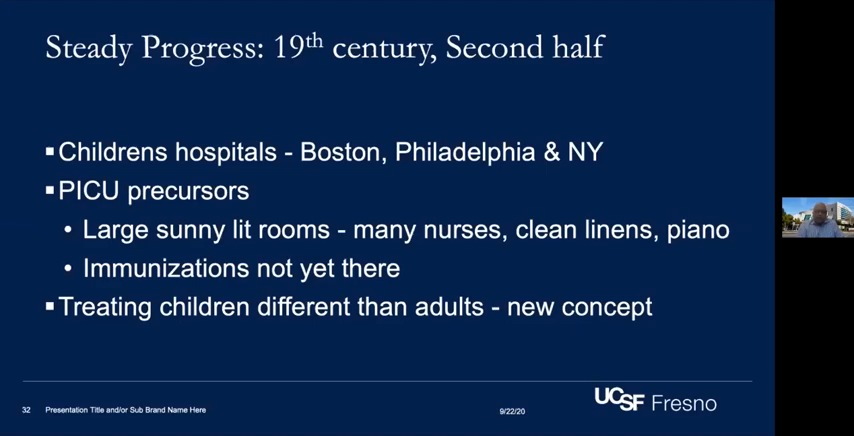 Steady Progress: 19th century, Second half
▪Childrens hospitals - Boston, Philadelphia & NY
▪PICU precursors
• Large sunny lit rooms - many nurses, clean linens, piano
• Immunizations not yet there
▪Treating children different than adults - new concept
32 Presentation Title and/or Sub Brand Name Here
9/22/20
UCSF Fresno